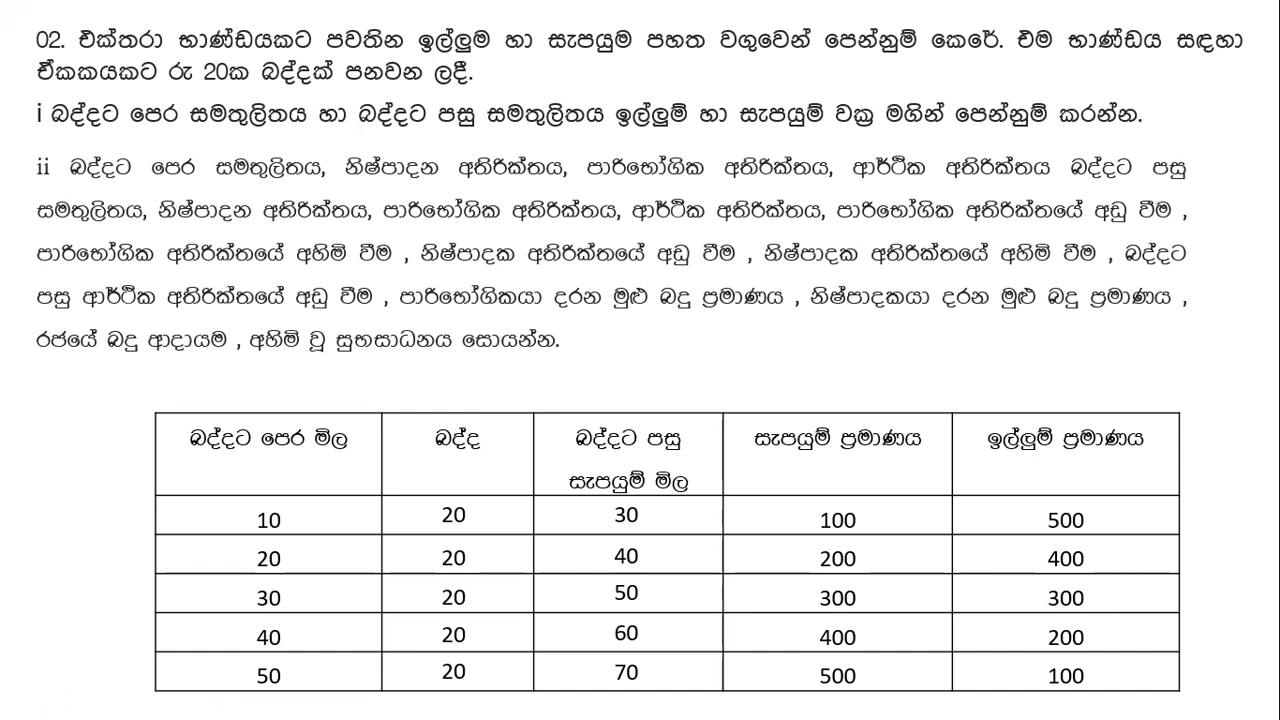 02. එක්තරා භාණ්ඩයකට පවතින ඉල්ලුම හා සැපයුම පහත වගුවෙන් පෙන්නුම් කෙරේ. එම භාණ්ඩය සඳහා
ඒකකයකට රු 20ක බද්දක් පනවන ලදී.
i බද්දට පෙර සමතුලිතය හා බද්දට පසු සමතුලිතය ඉල්ලුම් හා සැපයුම් වක්‍ර මගින් පෙන්නුම් කරන්න.
ii බද්දට පෙර සමතුලිතය, නිෂ්පාදන අතිරික්තය, පාරිභෝගික අතිරික්තය, ආර්ථික අතිරික්තය බද්දට පසු
සමතුලිතය, නිෂ්පාදන අතිරික්තය, පාරිභෝගික අතිරික්තය, ආර්ථික අතිරික්තය, පාරිභෝගික අතිරික්තයේ අඩු වීම ,
පාරිභෝගික අතිරික්තයේ අහිමි වීම , නිෂ්පාදක අතිරික්තයේ අඩු වීම , නිෂ්පාදක අතිරික්තයේ අහිමි වීම , බද්දට
පසු ආර්ථික අතිරික්තයේ අඩු වීම , පාරිභෝගිකයා දරන මුළු බදු ප්‍රමාණය , නිෂ්පාදකයා දරන මුළු බදු ප්‍රමාණය ,
රජයේ බදු ආදායම , අහිමි වූ සුභසාධනය සොයන්න.
බද්දට පෙර මිල බද්ද බද්දට පසු සැපයුම් ප්‍රමාණය ඉල්ලුම් ප්‍රමාණය
සැපයුම් මිල
10 20 30 100 500
20 20 40 200 400
30 20 50 300 300
40 20 60 400 200
50 20 70 500 100